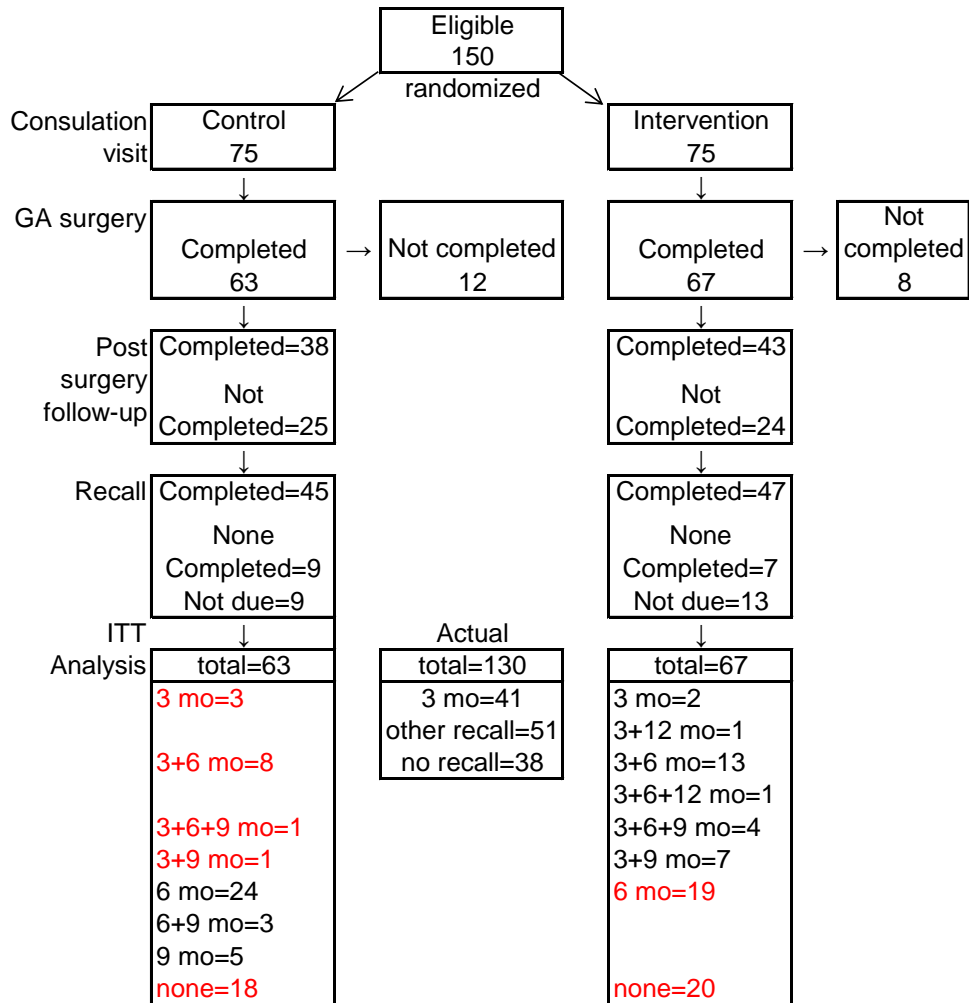 Eligible
150
randomized
Consulation
visit
Control
75
Intervention
75
↓
↓
GA surgery
Completed
63
→
Not completed
12
Completed
67
→
Not
completed
8
↓
↓
Post
surgery
follow-up
Completed=38
Not
Completed=25
Completed=43
Not
Completed=24
↓
↓
Recall
Completed=45
None
Completed=9
Not due=9
Completed=47
None
Completed=7
Not due=13
↓
↓
ITT
Analysis
total=63
3 mo=3
3+6 mo=8
3+6+9 mo=1
3+9 mo=1
6 mo=24
6+9 mo=3
9 mo=5
none=18
Actual
total=130
3 mo=41
other recall=51
no recall=38
total=67
3 mo=2
3+12 mo=1
3+6 mo=13
3+6+12 mo=1
3+6+9 mo=4
3+9 mo=7
6 mo=19
none=20